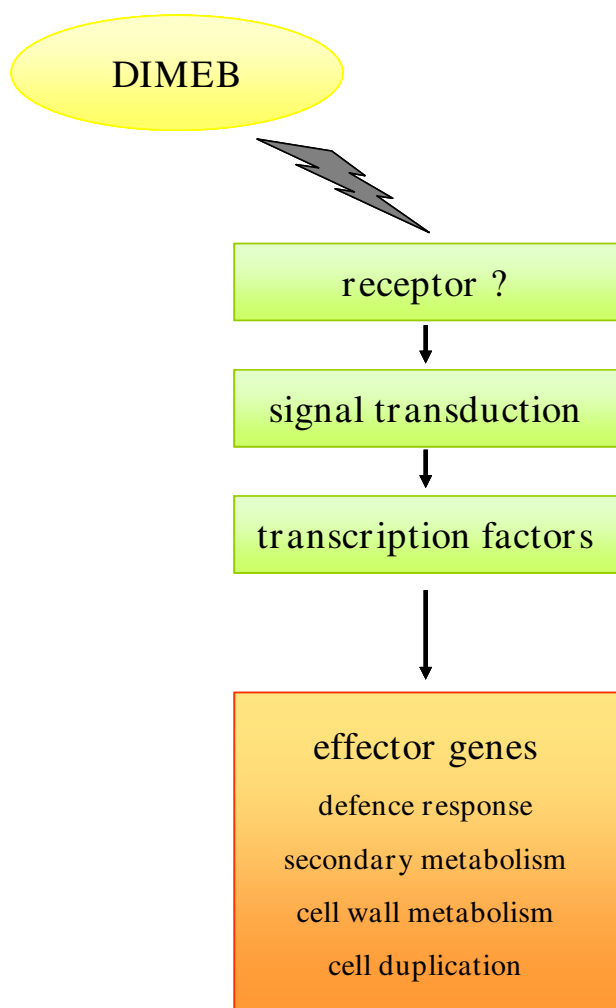 DIMEB
receptor ?
signal transduction
transcription factors
effector genes
defence response
secondary metabolism
cell wall metabolism
cell duplication